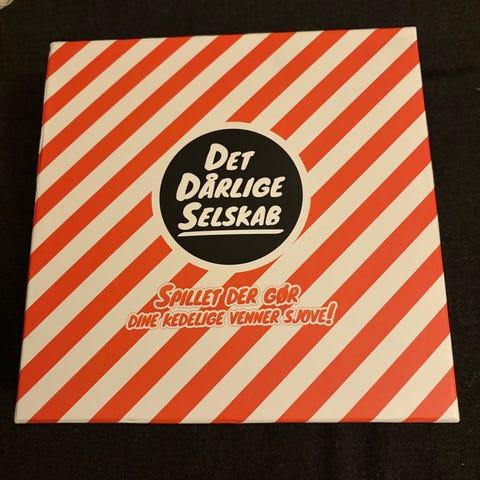 Det
Dårlige
Selskab
Spillet der gør
dine kedelige venner sjove!